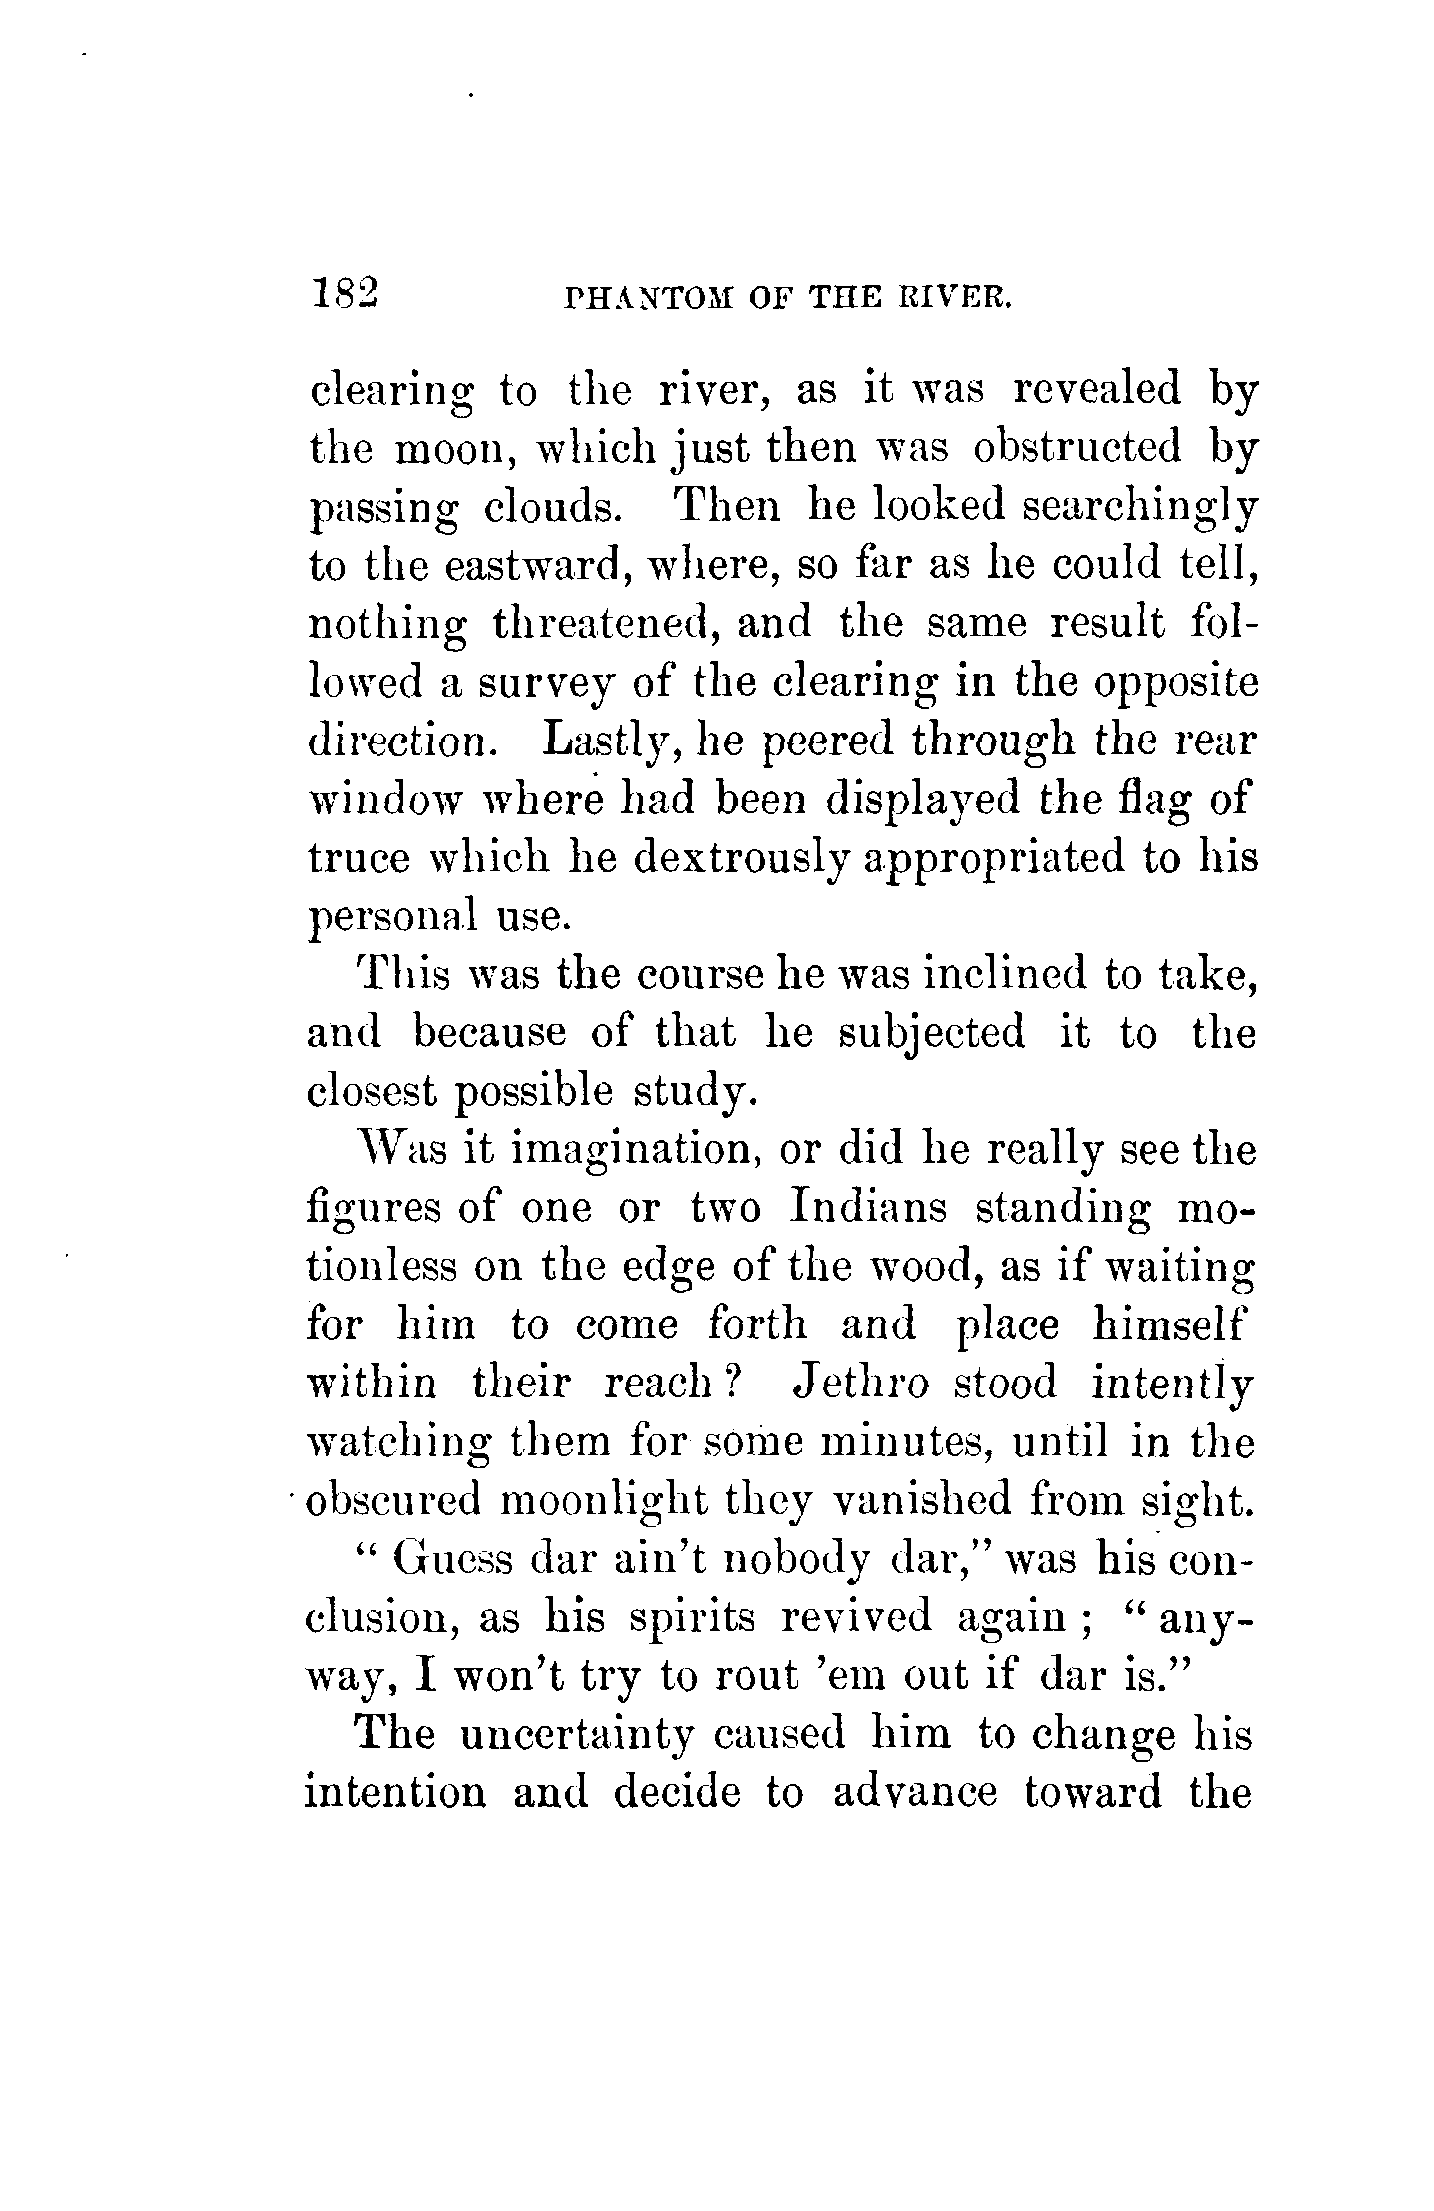 182 PHANTOM OF THE RIVER.
clearing to the river, as it was revealed by
the moon, which just then was obstructed by
passing clouds. Then he looked searchingly
to the eastward, where, so far as he could tell,
nothing threatened, and the same result fol-
lowed a survey of the clearing in the opposite
direction. Lastly, he peered through the rear
window where had been displayed the flag of
truce which he dextrously appropriated to his
personal use.
This was the course he was inclined to take,
and because of that he subjected it to the
closest possible study.
Was it imagination, or did he really see the
figures of one or two Indians standing mo-
tionless on the edge of the wood, as if waiting
for him to come forth and place himself
within their reach ? Jethro stood intently
watching them for some minutes, until in the
obscured moonlight they vanished from sight.
“ Guess dar ain’t nobody dar,” was his con-
clusion, as his spirits revived again ; “ any-
way, I won’t try to rout ’em out if dar is.”
The uncertainty caused him to change his
intention and decide to advance toward the